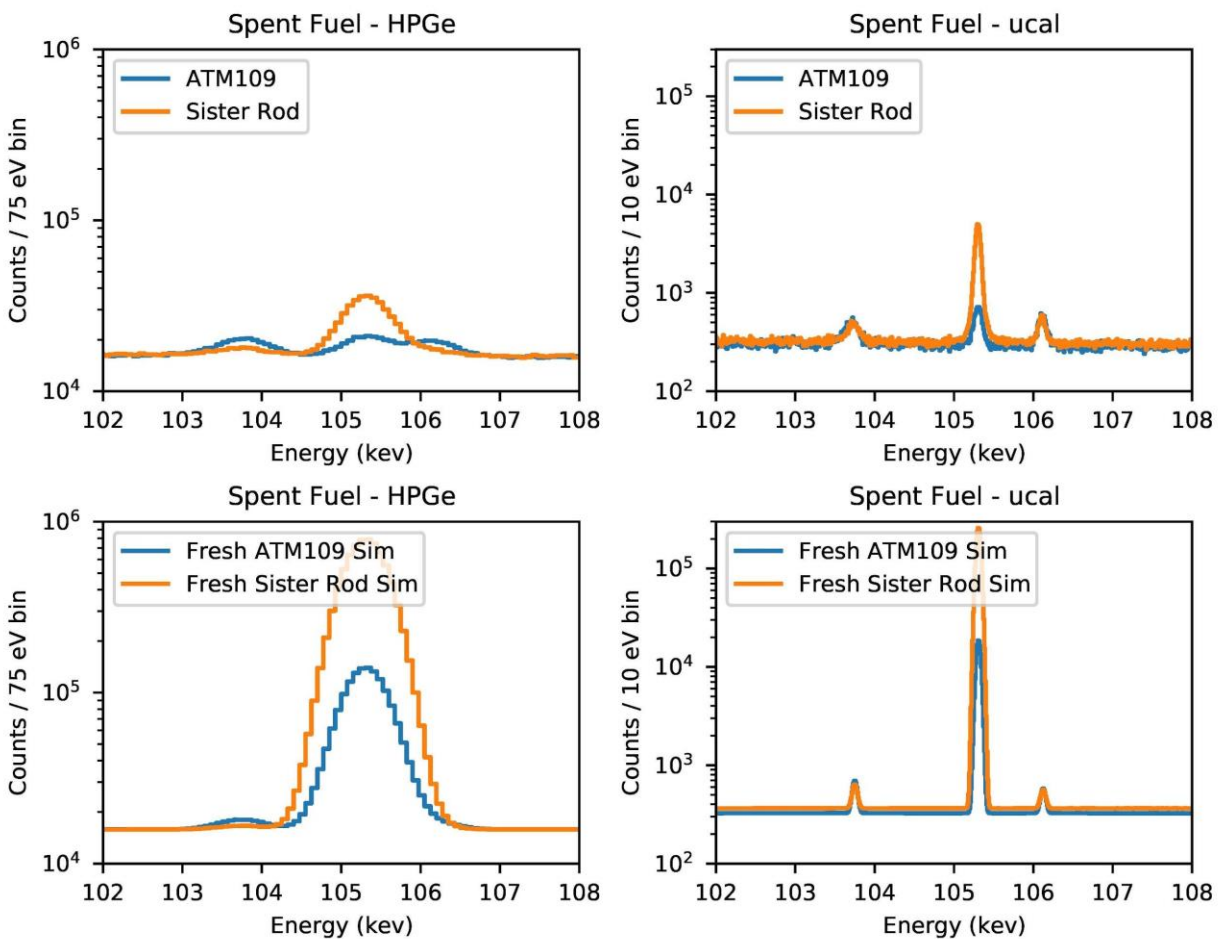 Spent Fuel - HPGe
10^6
10^5
10^4
Counts / 75 eV bin
ATM109
Sister Rod
102 103 104 105 106 107 108
Energy (kev)
Spent Fuel - ucal
10^5
10^4
10^3
10^2
Counts / 10 eV bin
ATM109
Sister Rod
102 103 104 105 106 107 108
Energy (kev)
Spent Fuel - HPGe
10^6
10^5
10^4
Counts / 75 eV bin
Fresh ATM109 Sim
Fresh Sister Rod Sim
102 103 104 105 106 107 108
Energy (kev)
Spent Fuel - ucal
10^5
10^4
10^3
10^2
Counts / 10 eV bin
Fresh ATM109 Sim
Fresh Sister Rod Sim
102 103 104 105 106 107 108
Energy (kev)